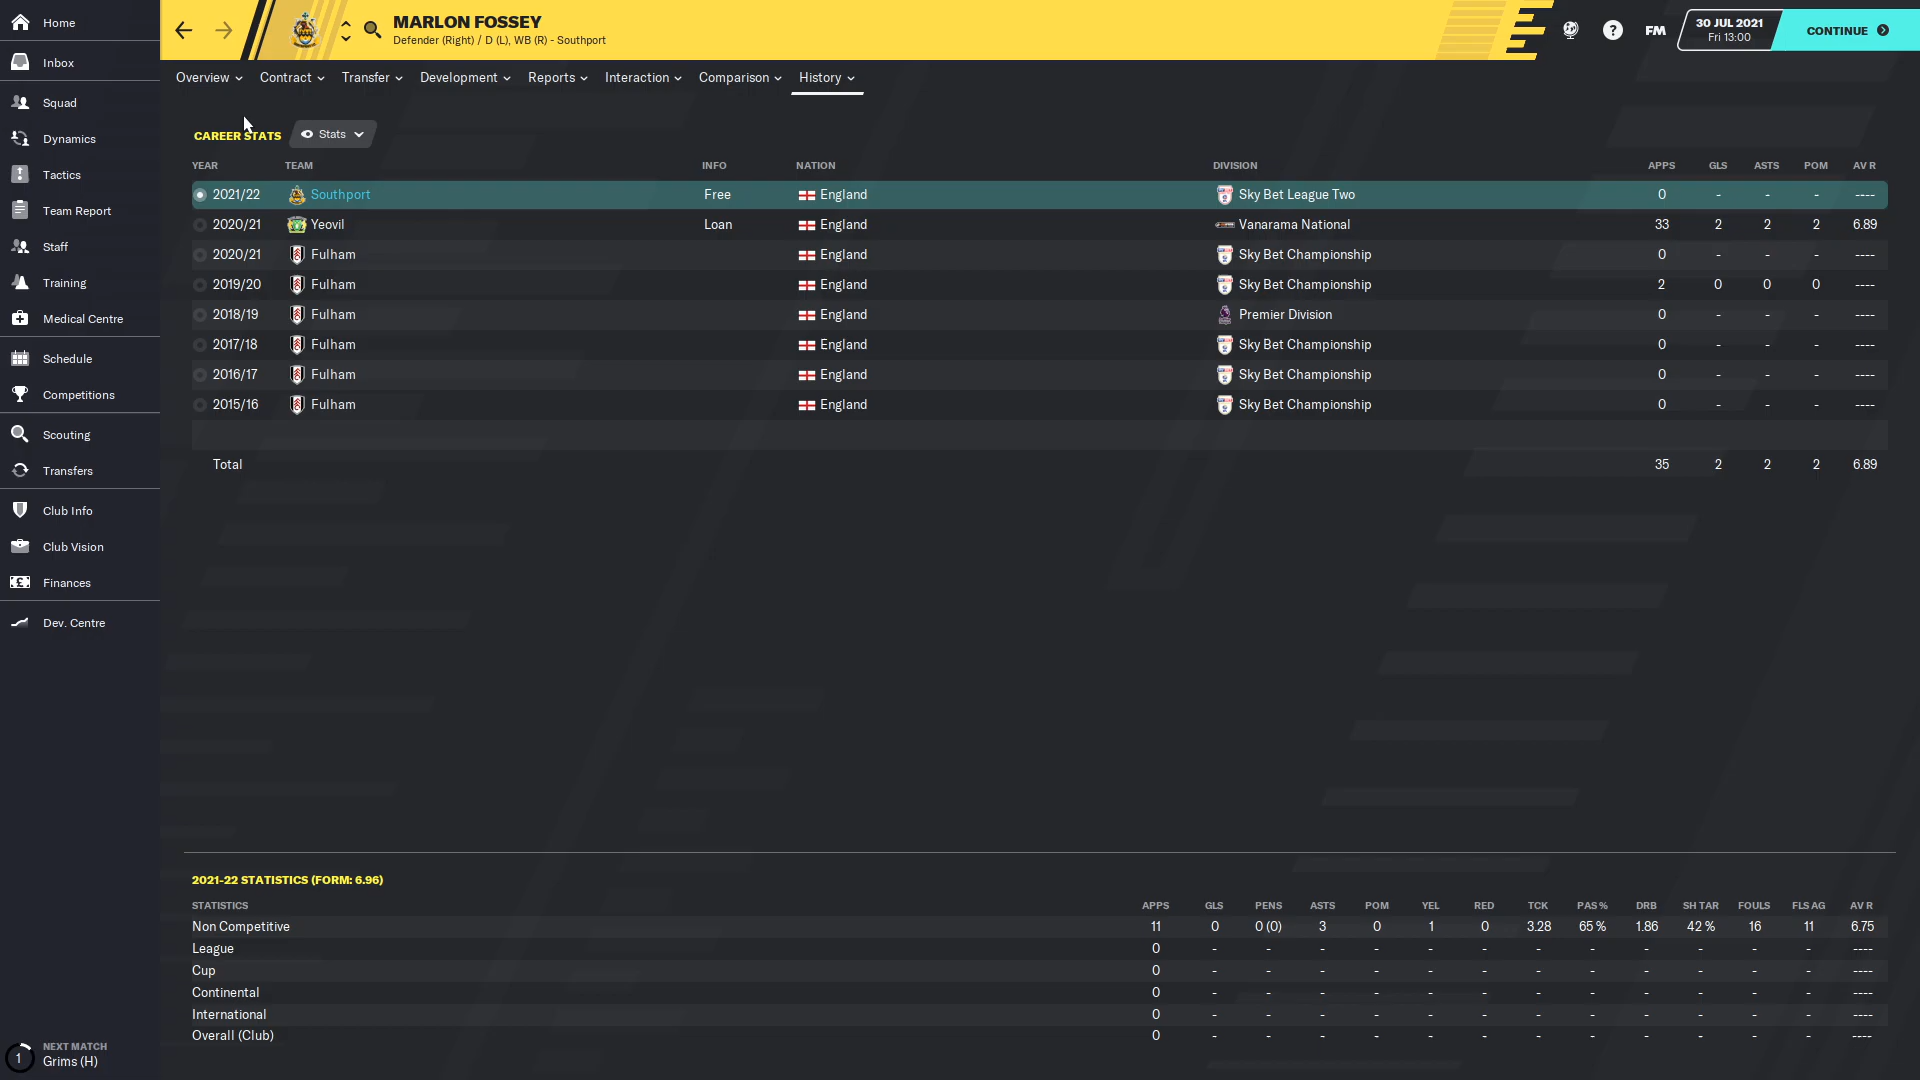 Home
Inbox
Squad
Dynamics
Tactics
Team Report
Staff
Training
Medical Centre
Schedule
Competitions
Scouting
Transfers
Club Info
Club Vision
Finances
Dev. Centre
1 NEXT MATCH
Grims (H)
MARLON FOSSEY
Defender (Right) / D (L), WB (R) - Southport
FM
30 JUL 2021
Fri 13:00
CONTINUE
Overview Contract Transfer Development Reports Interaction Comparison History
CAREER STATS Stats
YEAR TEAM INFO NATION DIVISION APPS GLS ASTS POM AV R
2021/22 Southport Free England Sky Bet League Two 0 - - - ----
2020/21 Yeovil Loan England Vanarama National 33 2 2 2 6.89
2020/21 Fulham England Sky Bet Championship 0 - - - ----
2019/20 Fulham England Sky Bet Championship 2 0 0 0 ----
2018/19 Fulham England Premier Division 0 - - - ----
2017/18 Fulham England Sky Bet Championship 0 - - - ----
2016/17 Fulham England Sky Bet Championship 0 - - - ----
2015/16 Fulham England Sky Bet Championship 0 - - - ----
Total 35 2 2 2 6.89
2021-22 STATISTICS (FORM: 6.96)
STATISTICS APPS GLS PENS ASTS POM YEL RED TCK PAS % DRB SH TAR FOULS FLS AG AV R
Non Competitive 11 0 0 (0) 3 0 1 0 3.28 65 % 1.86 42 % 16 11 6.75
League 0 - - - - - - - - - - - - ----
Cup 0 - - - - - - - - - - - - ----
Continental 0 - - - - - - - - - - - - ----
International 0 - - - - - - - - - - - - ----
Overall (Club) 0 - - - - - - - - - - - - ----